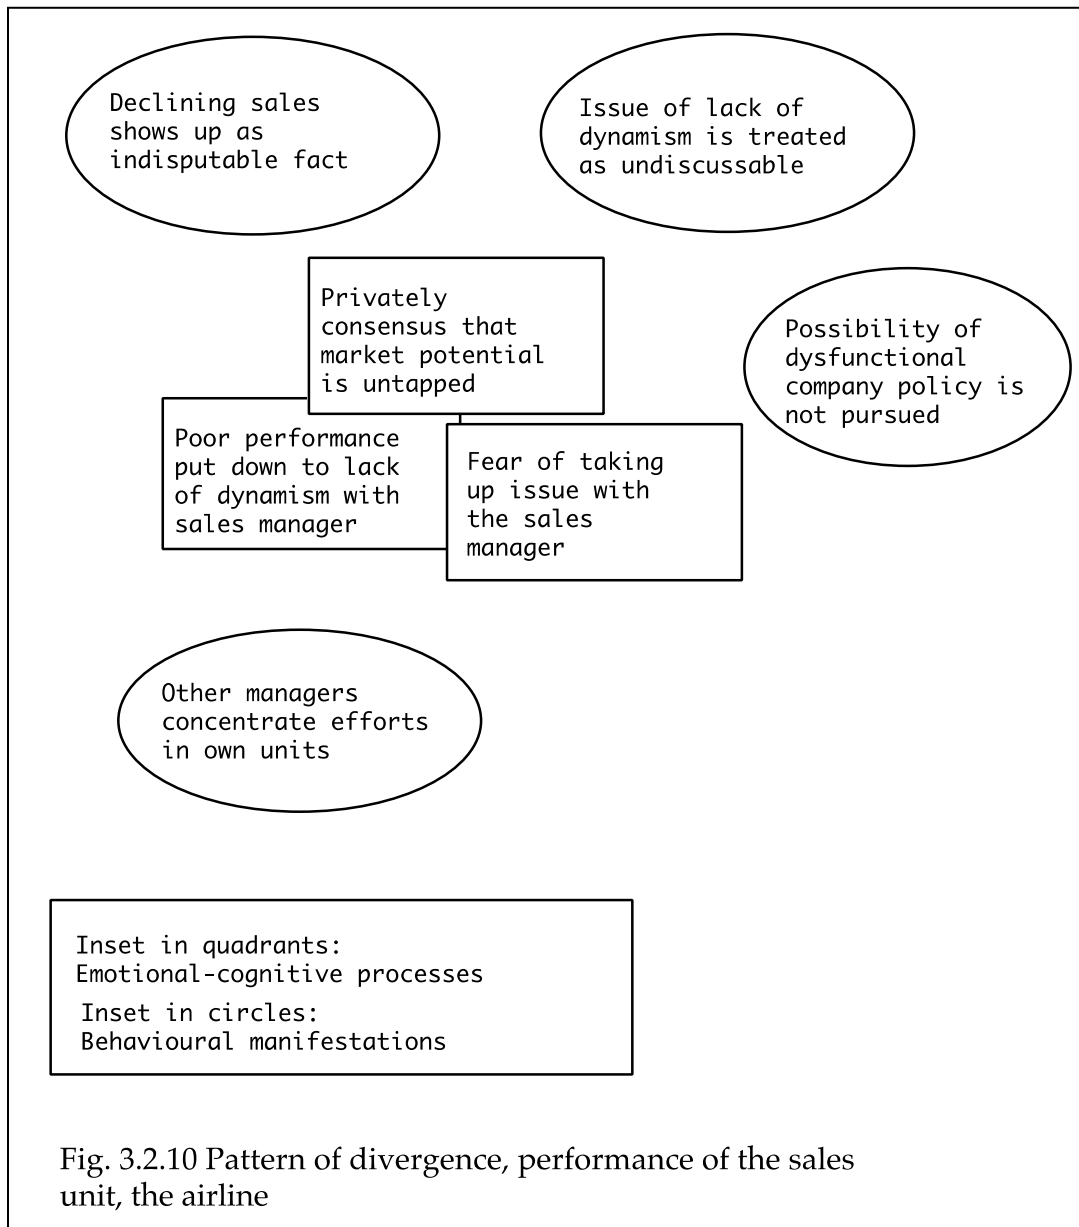 Declining sales
shows up as
indisputable fact
Issue of lack of
dynamism is treated
as undiscussable
Privately
consensus that
market potential
is untapped
Possibility of
dysfunctional
company policy is
not pursued
Poor performance
put down to lack
of dynamism with
sales manager
Fear of taking
up issue with
the sales
manager
Other managers
concentrate efforts
in own units
Inset in quadrants:
Emotional-cognitive processes
Inset in circles:
Behavioural manifestations
Fig. 3.2.10 Pattern of divergence, performance of the sales
unit, the airline